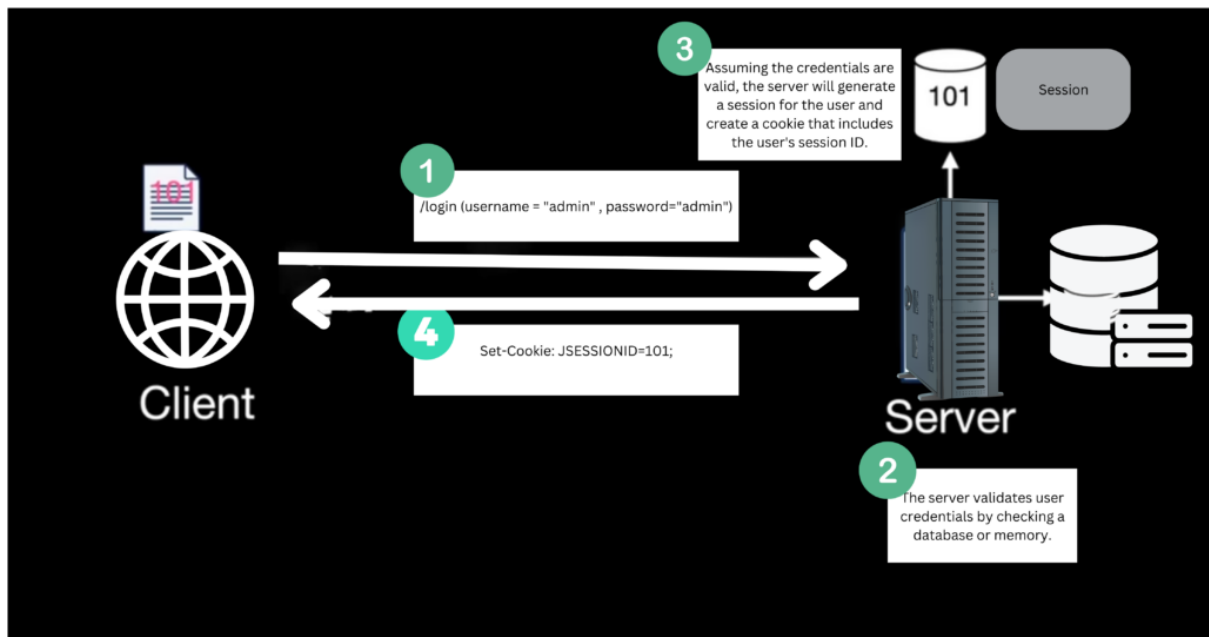 3
Assuming the credentials are
valid, the server will generate
a session for the user and
create a cookie that includes
the user's session ID.
101
Session
101
1
/login (username = "admin" , password="admin")
4
Set-Cookie: JSESSIONID=101;
Client
Server
2
The server validates user
credentials by checking a
database or memory.